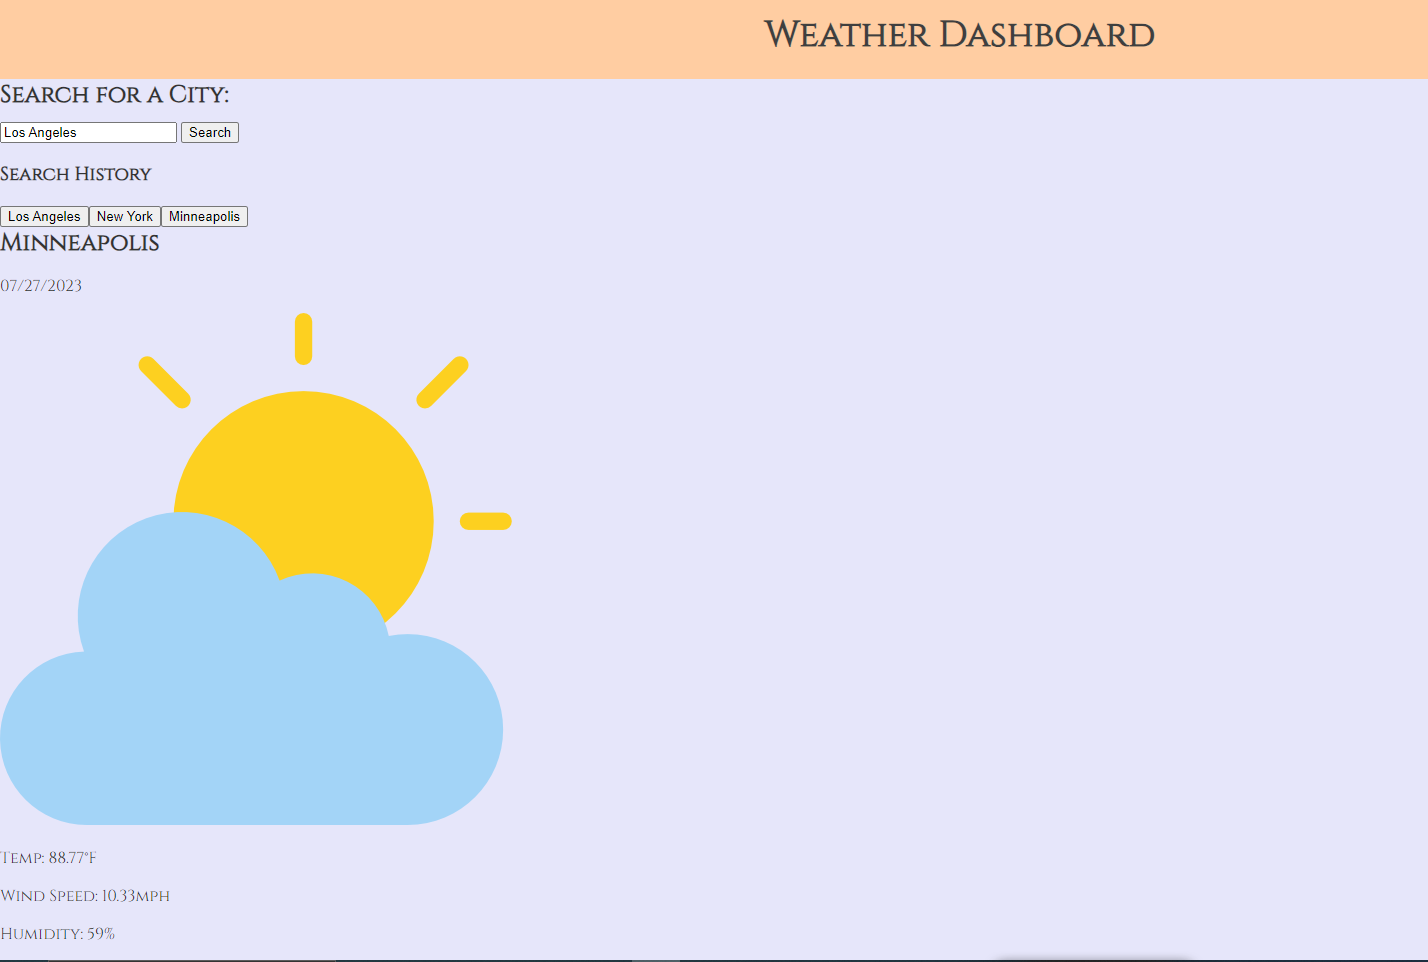 Weather Dashboard
Search for a City:
Los Angeles Search
Search History
Los Angeles New York Minneapolis
Minneapolis
07/27/2023
Temp: 88.77°F
Wind Speed: 10.33mph
Humidity: 59%